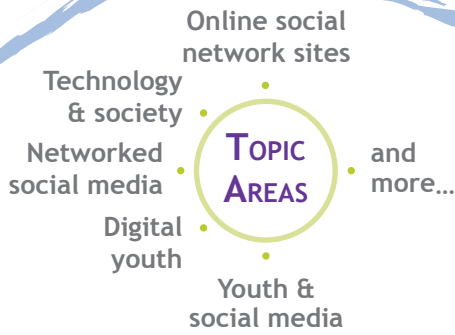 Online social
network sites
Technology
& society
Networked
social media
Digital
youth
Youth &
social media
TOPIC
AREAS
and
more...